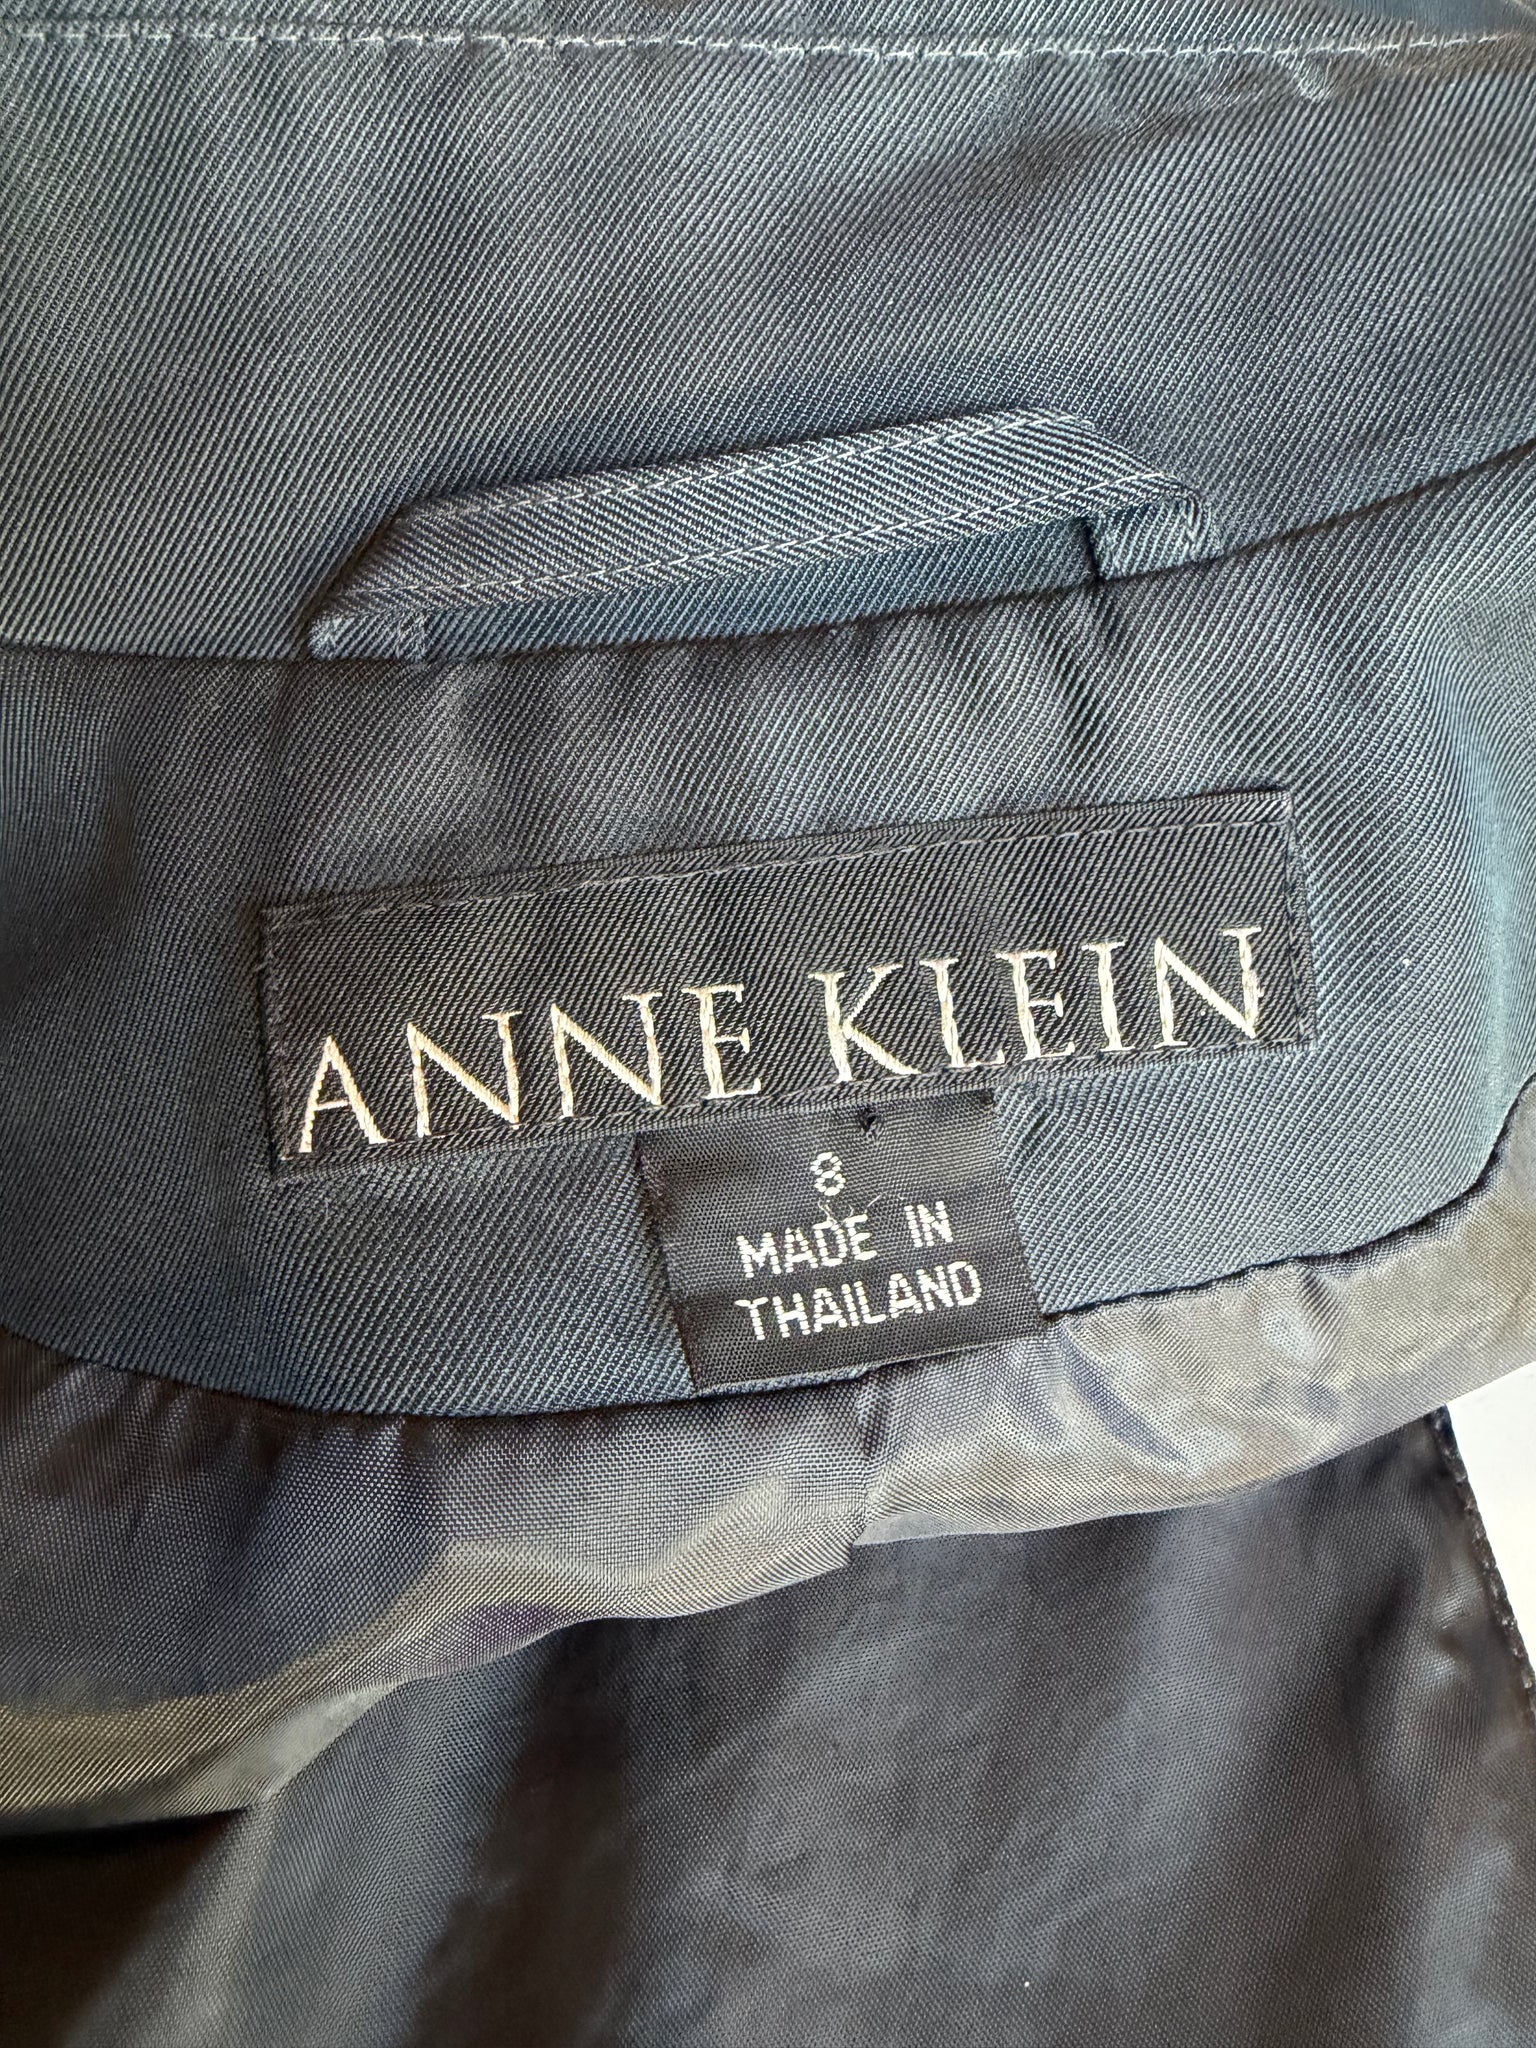 ANNE KLEIN
8
MADE IN
THAILAND